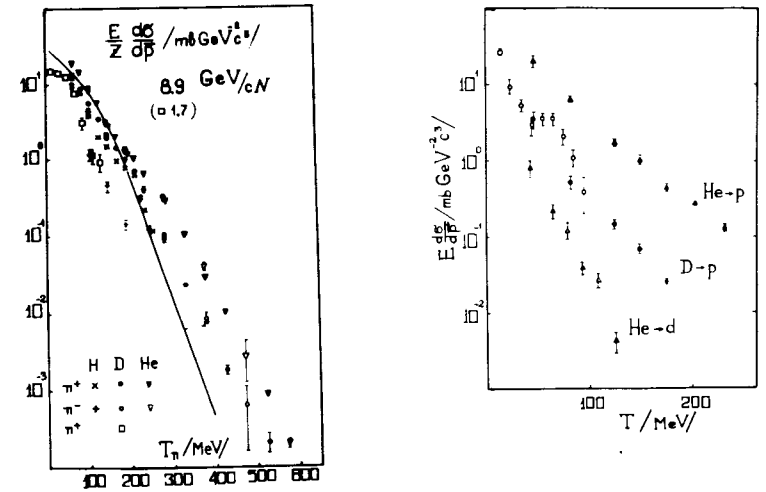 E/Z dσ/dp̄ /mb GeV⁻²c³/
8.9 GeV/cN
(□ 1.7)
10¹
10⁰
10⁻¹
10⁻²
10⁻³
H D He
π⁺ × • ▼
π⁻ + ○ ▽
π⁺ □
Tπ /MeV/
100 200 300 400 500 600
E dσ/dp̄ /mb GeV⁻²c³/
10¹
10⁰
10⁻¹
10⁻²
He→p
D→p
He→d
100 200
T /MeV/